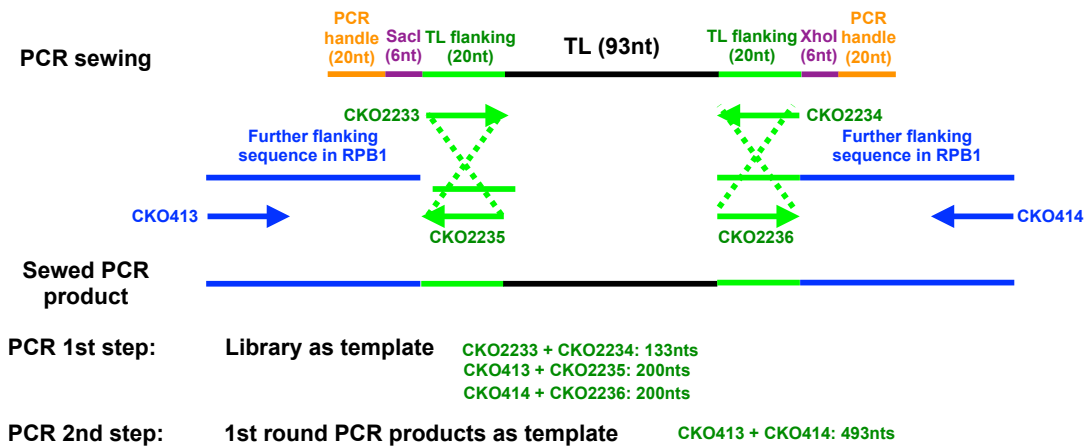 PCR handle (20nt)
SacI (6nt)
TL flanking (20nt)
TL (93nt)
TL flanking (20nt)
XhoI (6nt)
PCR handle (20nt)
PCR sewing
CKO2233
CKO2234
Further flanking
sequence in RPB1
Further flanking
sequence in RPB1
CKO413
CKO2235
CKO2236
CKO414
Sewed PCR
product
PCR 1st step: Library as template
CKO2233 + CKO2234: 133nts
CKO413 + CKO2235: 200nts
CKO414 + CKO2236: 200nts
PCR 2nd step: 1st round PCR products as template CKO413 + CKO414: 493nts